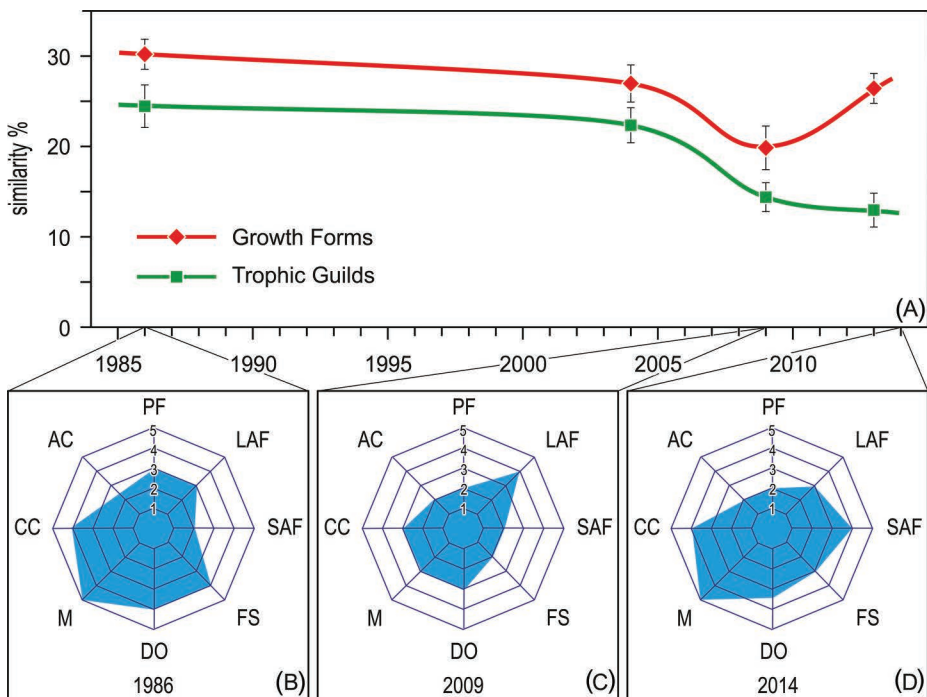 30
20
10
0
similarity %
Growth Forms
Trophic Guilds
(A)
1985 1990 1995 2000 2005 2010
PF
AC 5 LAF
4
3
2
1
CC SAF
M FS
DO
1986 (B)
PF
AC 5 LAF
4
3
2
1
CC SAF
M FS
DO
2009 (C)
PF
AC 5 LAF
4
3
2
1
CC SAF
M FS
DO
2014 (D)